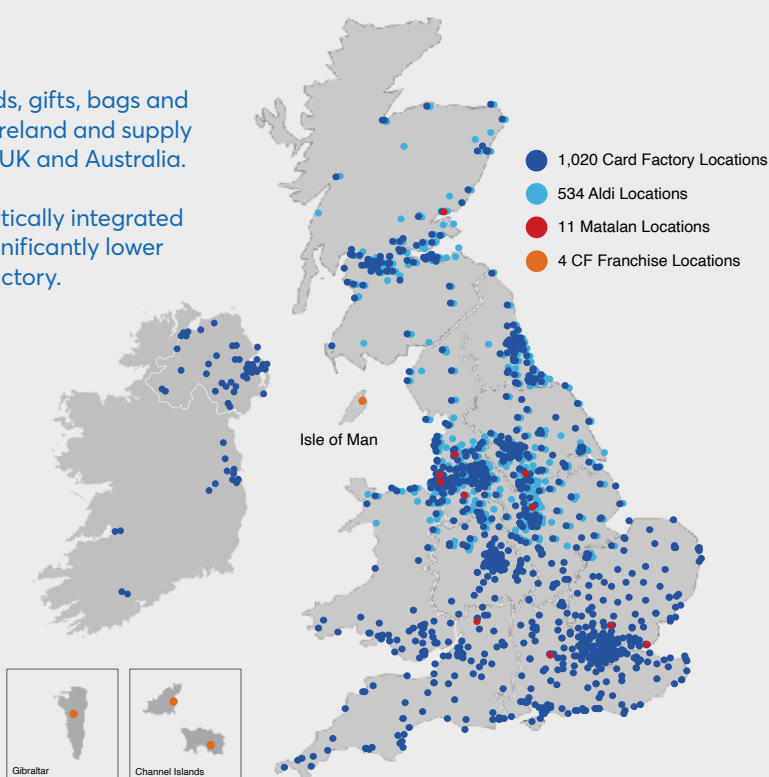 ds, gifts, bags and
reland and supply
UK and Australia.
tically integrated
nificantly lower
ctory.
1,020 Card Factory Locations
534 Aldi Locations
11 Matalan Locations
4 CF Franchise Locations
Isle of Man
Gibraltar
Channel Islands